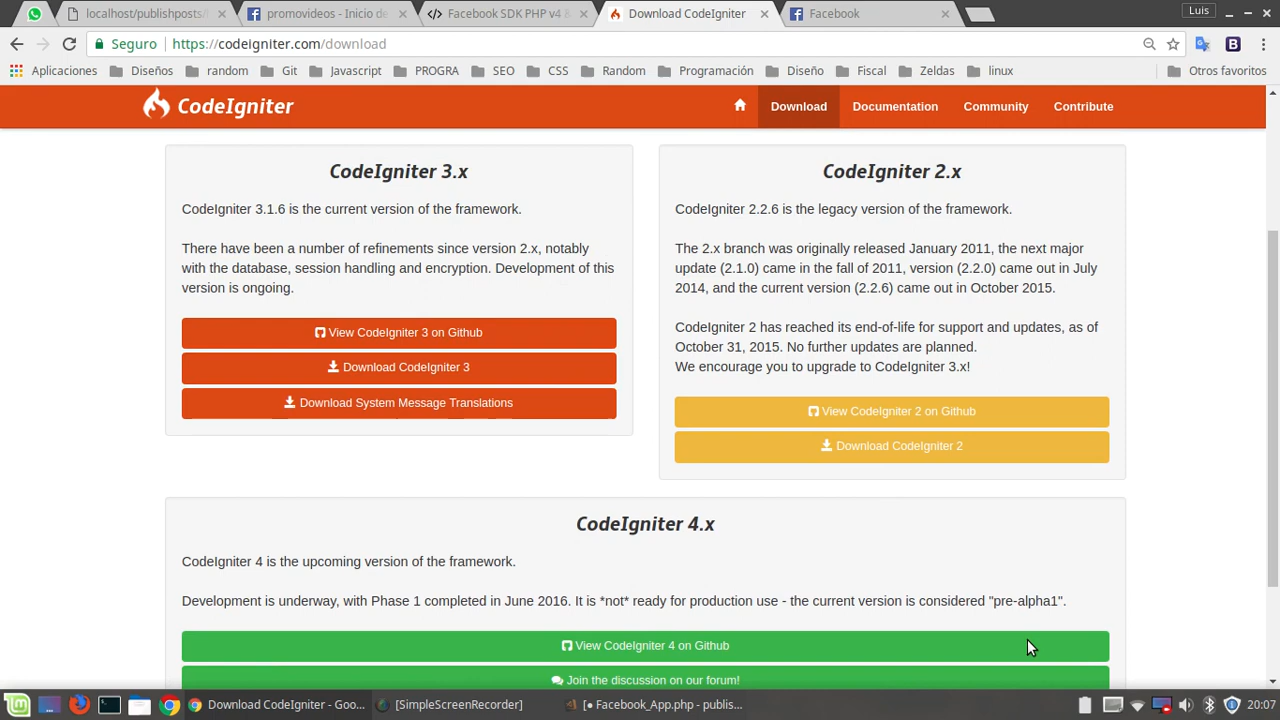 localhost/publishposts/
promovideos - Inicio de
Facebook SDK PHP v4 &
Download CodeIgniter
Facebook
Luis
Seguro
https://codeigniter.com/download
Aplicaciones
Diseños
random
Git
Javascript
PROGRA
SEO
CSS
Random
Programación
Diseño
Fiscal
Zeldas
linux
Otros favoritos
CodeIgniter
Download
Documentation
Community
Contribute
CodeIgniter 3.x
CodeIgniter 3.1.6 is the current version of the framework.
There have been a number of refinements since version 2.x, notably
with the database, session handling and encryption. Development of this
version is ongoing.
View CodeIgniter 3 on Github
Download CodeIgniter 3
Download System Message Translations
CodeIgniter 2.x
CodeIgniter 2.2.6 is the legacy version of the framework.
The 2.x branch was originally released January 2011, the next major
update (2.1.0) came in the fall of 2011, version (2.2.0) came out in July
2014, and the current version (2.2.6) came out in October 2015.
CodeIgniter 2 has reached its end-of-life for support and updates, as of
October 31, 2015. No further updates are planned.
We encourage you to upgrade to CodeIgniter 3.x!
View CodeIgniter 2 on Github
Download CodeIgniter 2
CodeIgniter 4.x
CodeIgniter 4 is the upcoming version of the framework.
Development is underway, with Phase 1 completed in June 2016. It is *not* ready for production use - the current version is considered "pre-alpha1".
View CodeIgniter 4 on Github
Join the discussion on our forum!
Download CodeIgniter - Goo...
[SimpleScreenRecorder]
[● Facebook_App.php - publis...
20:07